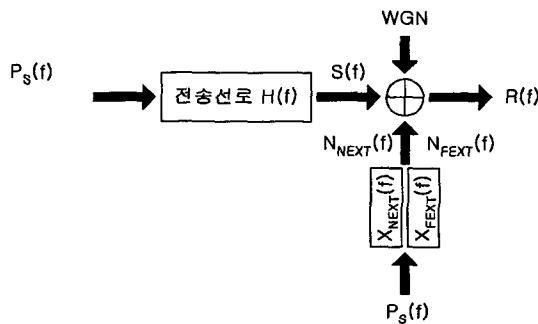 WGN
P_S(f)
전송선로 H(f)
S(f)
R(f)
N_NEXT(f)
N_FEXT(f)
X_NEXT(f)
X_FEXT(f)
P_S(f)